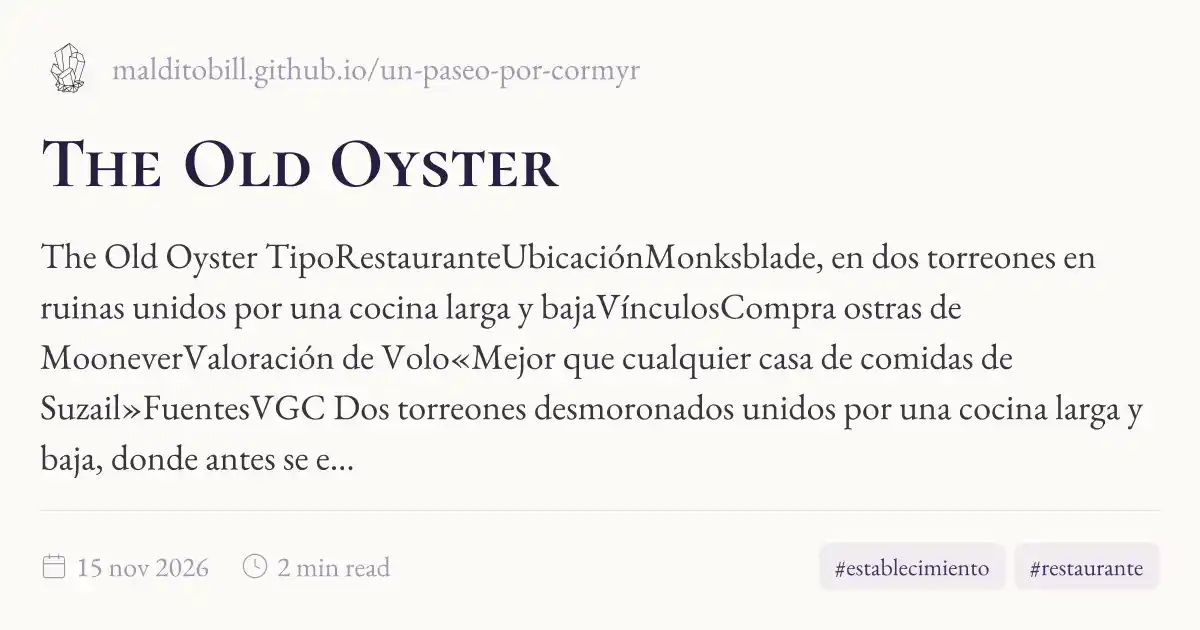 malditobill.github.io/un-paseo-por-cormyr
The Old Oyster
The Old Oyster TipoRestauranteUbicaciónMonksblade, en dos torreones en
ruinas unidos por una cocina larga y bajaVínculosCompra ostras de
MooneverValoración de Volo«Mejor que cualquier casa de comidas de
Suzail»FuentesVGC Dos torreones desmoronados unidos por una cocina larga y
baja, donde antes se e...
15 nov 2026
2 min read
#establecimiento
#restaurante